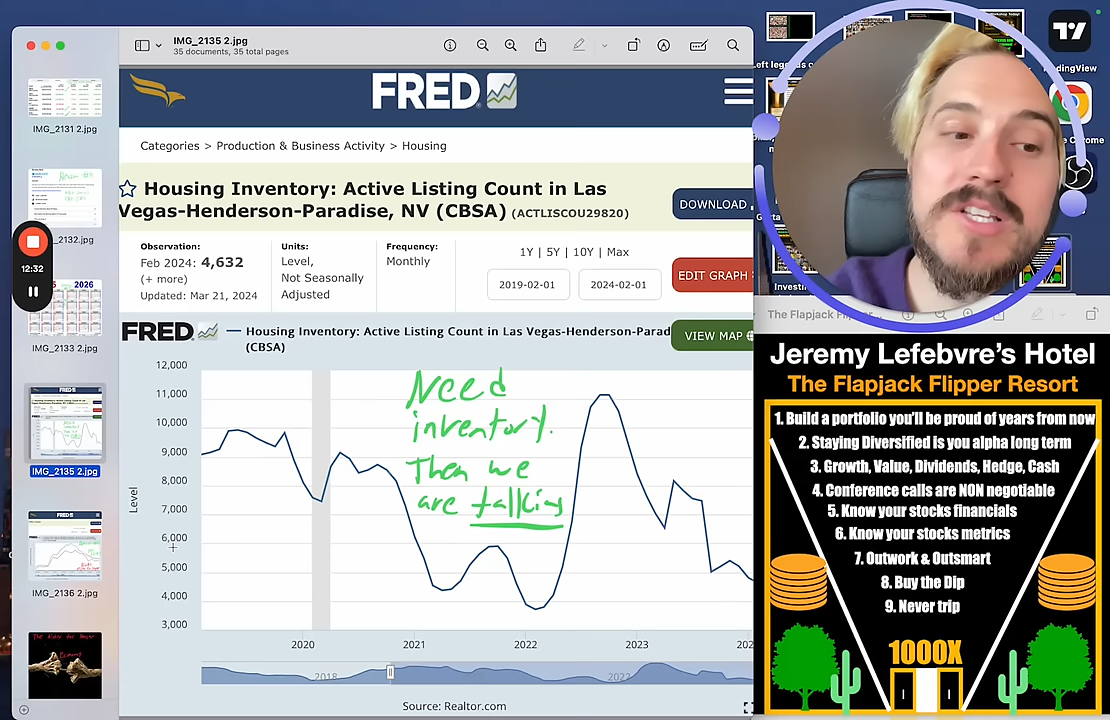 IMG_2135 2.jpg
35 documents, 35 total pages
IMG_2131 2.jpg
_2132.jpg
12:32
2026
IMG_2133 2.jpg
IMG_2135 2.jpg
IMG_2136 2.jpg
FRED
Categories > Production & Business Activity > Housing
Housing Inventory: Active Listing Count in Las
Vegas-Henderson-Paradise, NV (CBSA) (ACTLISCOU29820)
DOWNLOAD
Observation:
Feb 2024: 4,632
(+ more)
Updated: Mar 21, 2024
Units:
Level,
Not Seasonally
Adjusted
Frequency:
Monthly
1Y | 5Y | 10Y | Max
2019-02-01
2024-02-01
EDIT GRAPH
FRED
Housing Inventory: Active Listing Count in Las Vegas-Henderson-Parad
(CBSA)
VIEW MAP
12,000
11,000
10,000
9,000
8,000
7,000
6,000
5,000
4,000
3,000
Level
Need
inventory.
Then we
are talking
2020
2021
2022
2023
2018
2022
Source: Realtor.com
TradingView
Chrome
The Flapjack Flipper...
Jeremy Lefebvre's Hotel
The Flapjack Flipper Resort
1. Build a portfolio you'll be proud of years from now
2. Staying Diversified is you alpha long term
3. Growth, Value, Dividends, Hedge, Cash
4. Conference calls are NON negotiable
5. Know your stocks financials
6. Know your stocks metrics
7. Outwork & Outsmart
8. Buy the Dip
9. Never trip
1000X